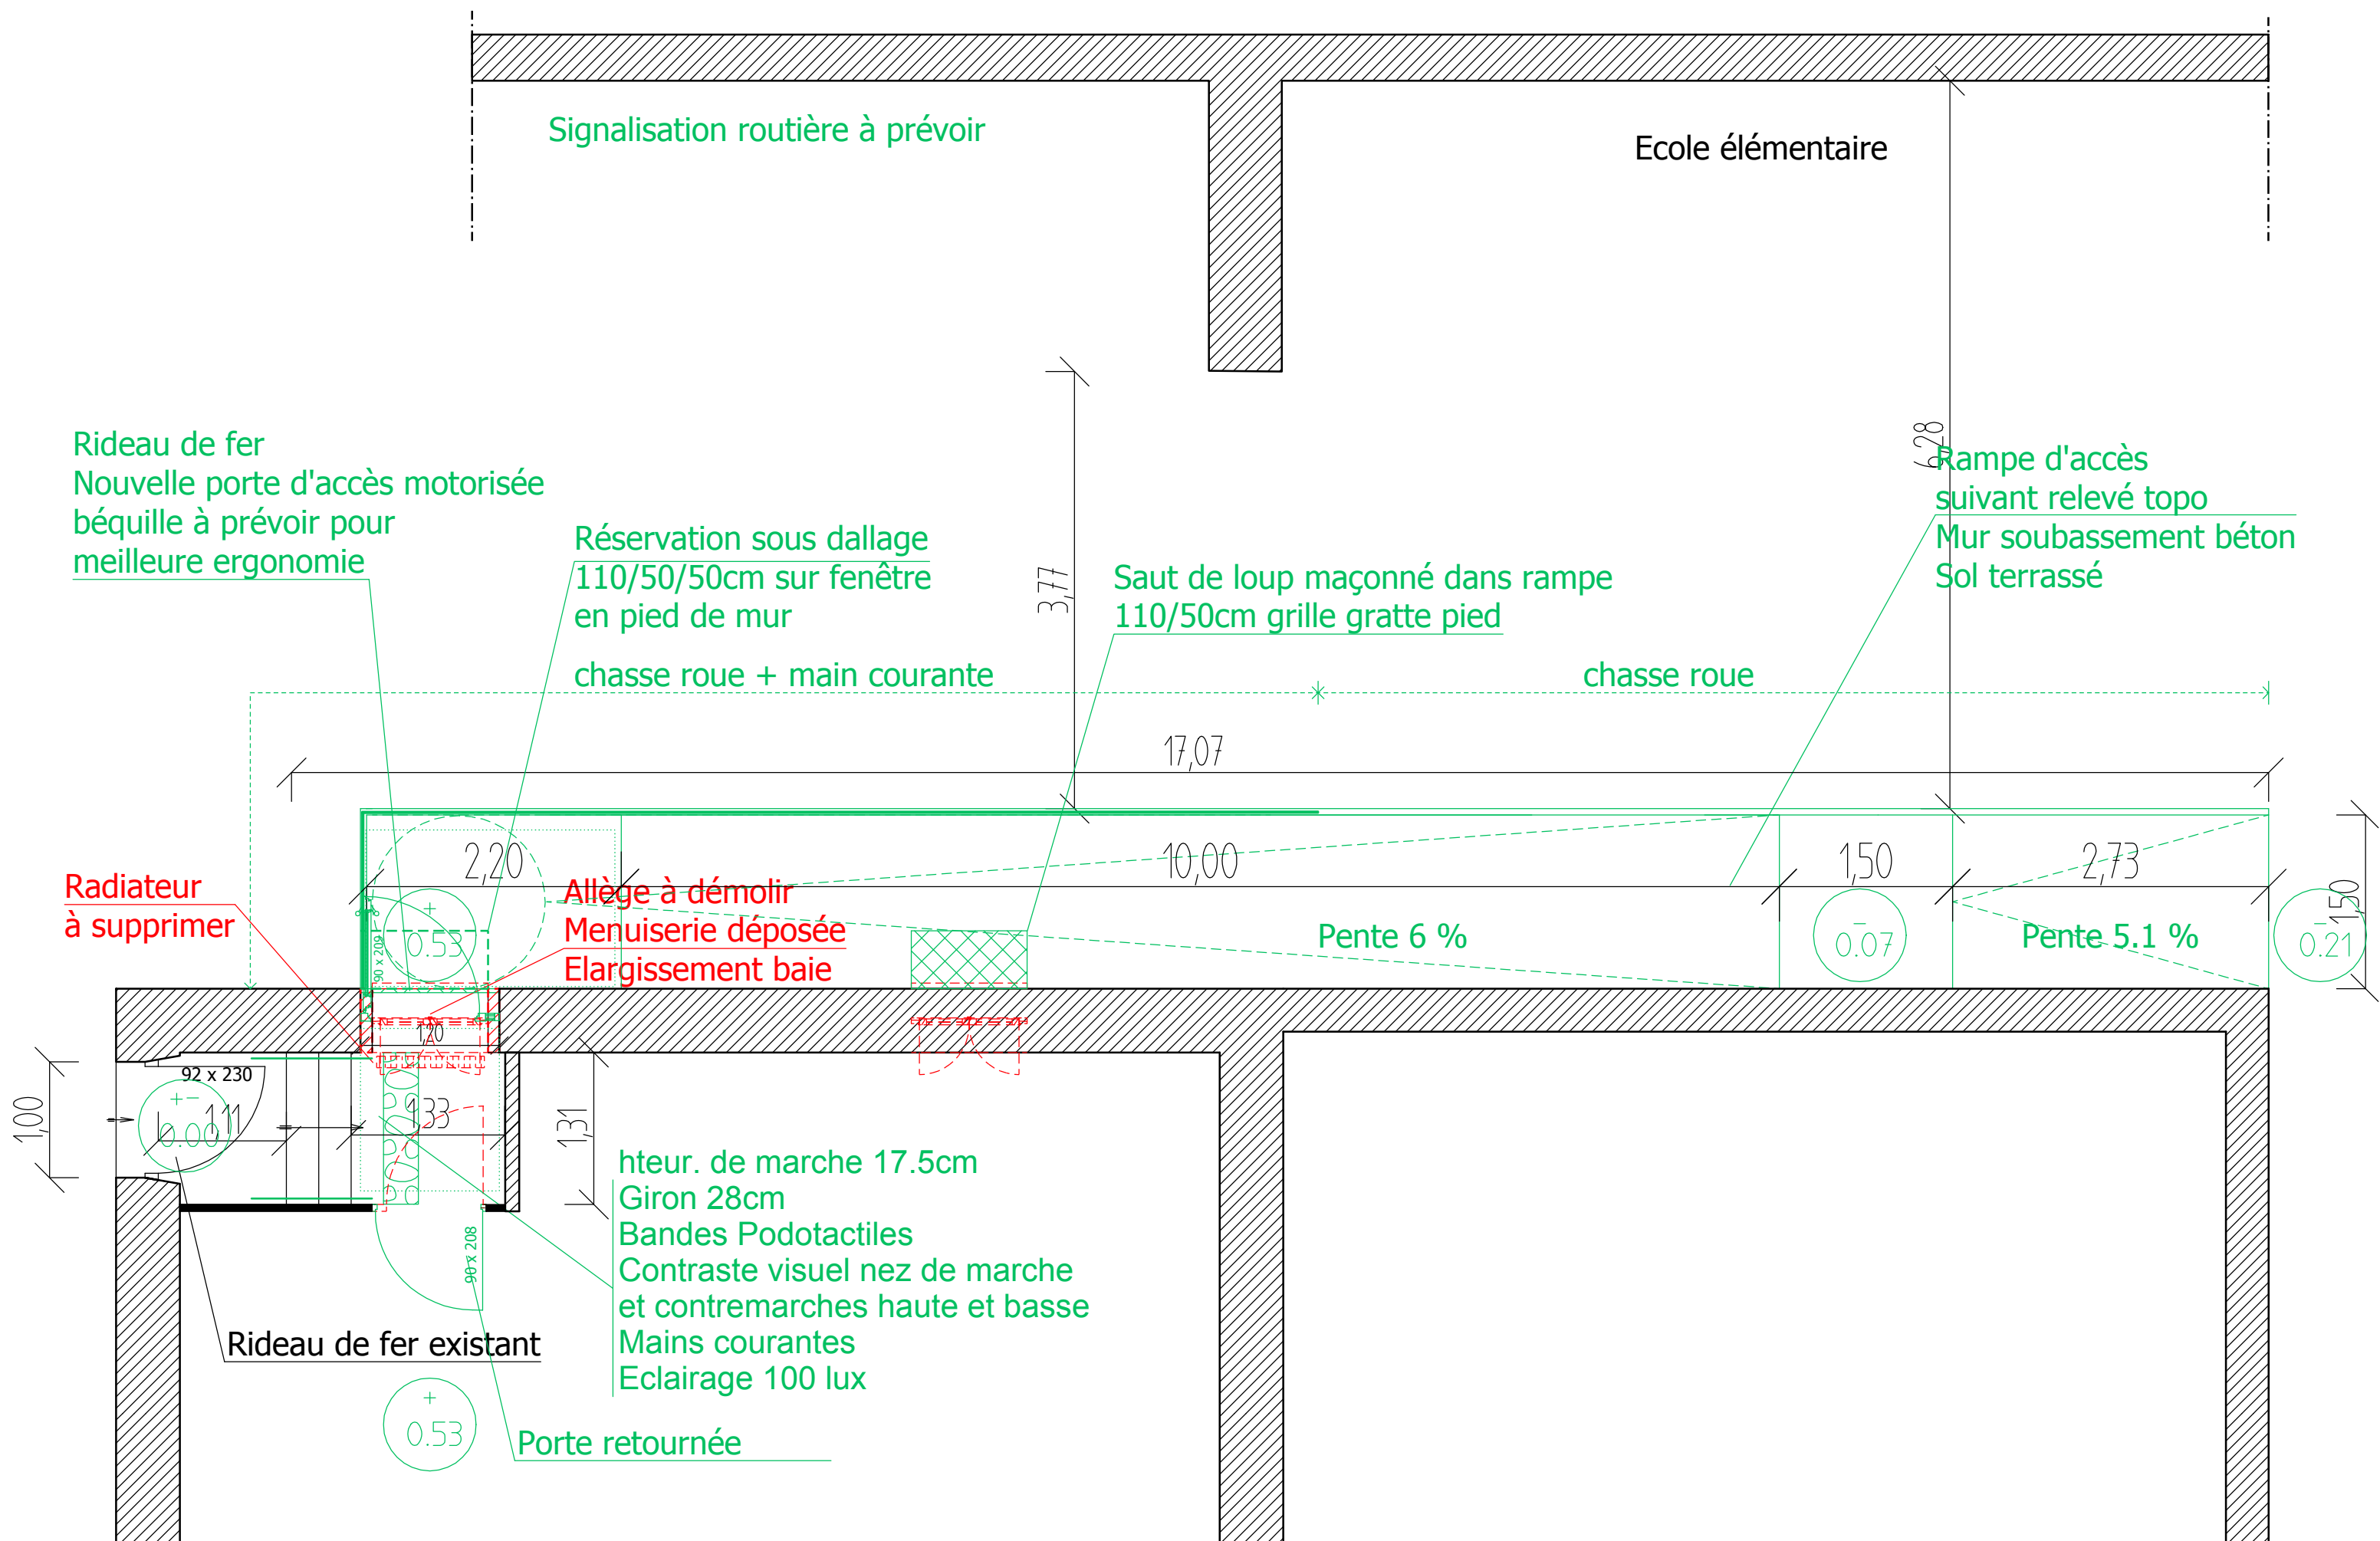 Signalisation routière à prévoir
Ecole élémentaire
6,28
Rideau de fer
Nouvelle porte d'accès motorisée
béquille à prévoir pour
meilleure ergonomie
Réservation sous dallage
110/50/50cm sur fenêtre
en pied de mur
3,77
Saut de loup maçonné dans rampe
110/50cm grille gratte pied
Rampe d'accès
suivant relevé topo
Mur soubassement béton
Sol terrassé
chasse roue + main courante
chasse roue
17,07
2,20
10,00
1,50
2,73
1,50
Radiateur
à supprimer
Allège à démolir
Menuiserie déposée
Elargissement baie
+
0.53
90 x 209
Pente 6 %
-
0.07
Pente 5.1 %
-
0.21
1,20
92 x 230
1,00
+-
0.00
1,11
1,33
1,31
hteur. de marche 17.5cm
Giron 28cm
Bandes Podotactiles
Contraste visuel nez de marche
et contremarches haute et basse
Mains courantes
Eclairage 100 lux
90 x 208
Rideau de fer existant
+
0.53
Porte retournée